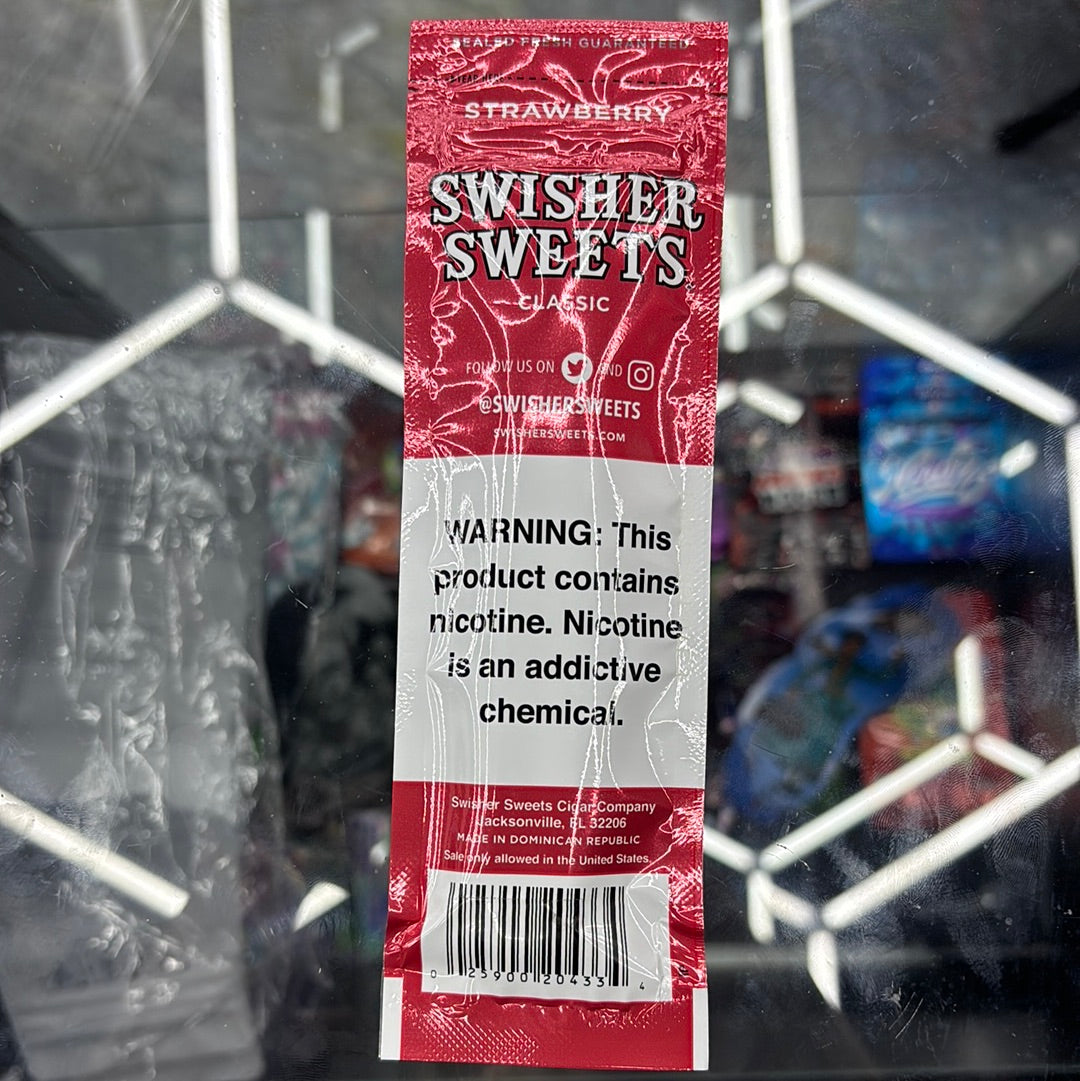 SEALED FRESH GUARANTEED
TEAR HERE
STRAWBERRY
SWISHER
SWEETS
CLASSIC
FOLLOW US ON AND
@SWISHERSWEETS
SWISHERSWEETS.COM
WARNING: This
product contains
nicotine. Nicotine
is an addictive
chemical.
Swisher Sweets Cigar Company
Jacksonville, FL 32206
MADE IN DOMINICAN REPUBLIC
Sale only allowed in the United States.
0 25900 20433 4